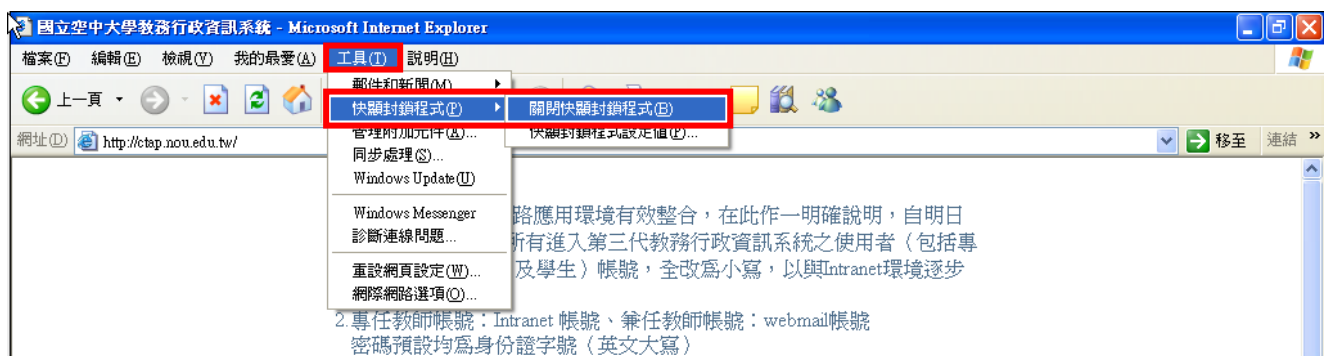 國立空中大學教務行政資訊系統 - Microsoft Internet Explorer
檔案(F) 編輯(E) 檢視(V) 我的最愛(A) 工具(T) 說明(H)
上一頁
郵件和新聞(M)
快顯封鎖程式(P) 關閉快顯封鎖程式(B)
管理附加元件(A)... 快顯封鎖程式設定值(P)...
網址(D) http://ctap.nou.edu.tw/ 移至 連結 »
同步處理(S)...
Windows Update(U)
Windows Messenger
診斷連線問題...
重設網頁設定(W)...
網際網路選項(O)...
路應用環境有效整合，在此作一明確說明，自明日
所有進入第三代教務行政資訊系統之使用者（包括專
及學生）帳號，全改為小寫，以與Intranet環境逐步
2.專任教師帳號：Intranet 帳號、兼任教師帳號：webmail帳號
密碼預設均為身份證字號（英文大寫）